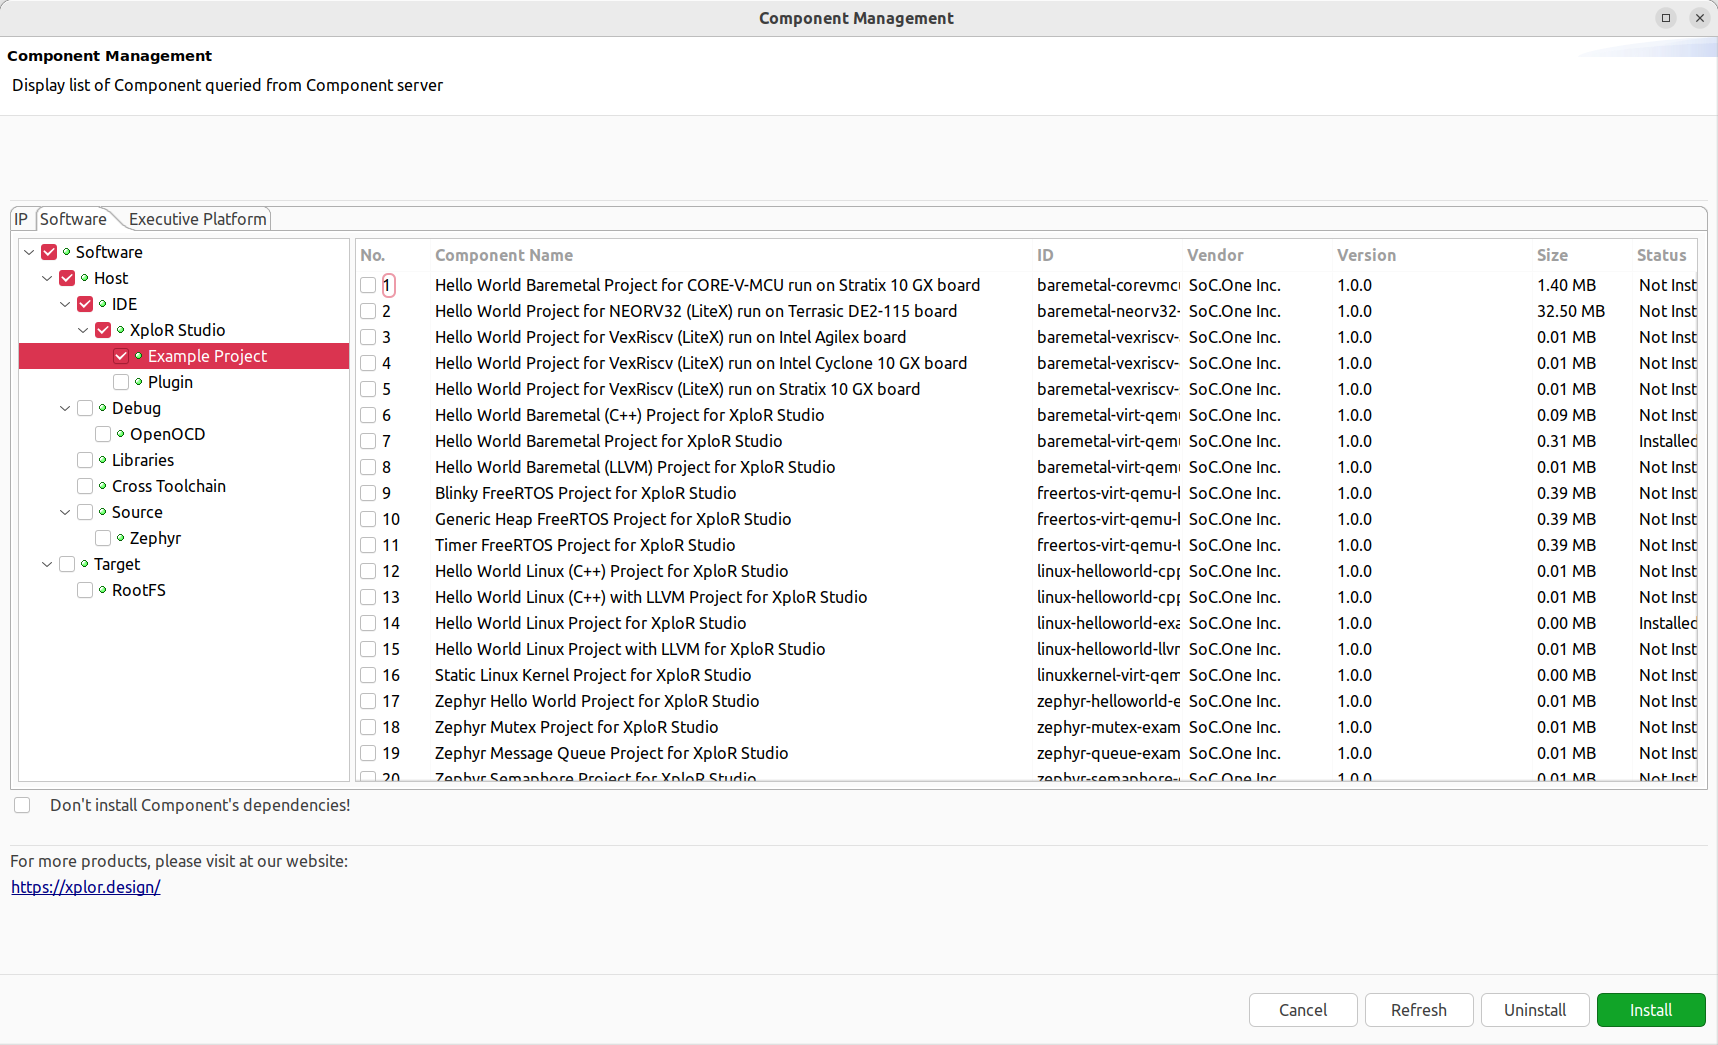 Component Management
Component Management
Display list of Component queried from Component server
IP Software Executive Platform
Software
Host
IDE
XploR Studio
Example Project
Plugin
Debug
OpenOCD
Libraries
Cross Toolchain
Source
Zephyr
Target
RootFS
No. Component Name ID Vendor Version Size Status
1 Hello World Baremetal Project for CORE-V-MCU run on Stratix 10 GX board baremetal-corevmcu SoC.One Inc. 1.0.0 1.40 MB Not Inst
2 Hello World Project for NEORV32 (LiteX) run on Terrasic DE2-115 board baremetal-neorv32- SoC.One Inc. 1.0.0 32.50 MB Not Inst
3 Hello World Project for VexRiscv (LiteX) run on Intel Agilex board baremetal-vexriscv- SoC.One Inc. 1.0.0 0.01 MB Not Inst
4 Hello World Project for VexRiscv (LiteX) run on Intel Cyclone 10 GX board baremetal-vexriscv- SoC.One Inc. 1.0.0 0.01 MB Not Inst
5 Hello World Project for VexRiscv (LiteX) run on Stratix 10 GX board baremetal-vexriscv- SoC.One Inc. 1.0.0 0.01 MB Not Inst
6 Hello World Baremetal (C++) Project for XploR Studio baremetal-virt-qemu SoC.One Inc. 1.0.0 0.09 MB Not Inst
7 Hello World Baremetal Project for XploR Studio baremetal-virt-qemu SoC.One Inc. 1.0.0 0.31 MB Installed
8 Hello World Baremetal (LLVM) Project for XploR Studio baremetal-virt-qemu SoC.One Inc. 1.0.0 0.01 MB Not Inst
9 Blinky FreeRTOS Project for XploR Studio freertos-virt-qemu-b SoC.One Inc. 1.0.0 0.39 MB Not Inst
10 Generic Heap FreeRTOS Project for XploR Studio freertos-virt-qemu-h SoC.One Inc. 1.0.0 0.39 MB Not Inst
11 Timer FreeRTOS Project for XploR Studio freertos-virt-qemu-t SoC.One Inc. 1.0.0 0.39 MB Not Inst
12 Hello World Linux (C++) Project for XploR Studio linux-helloworld-cpp SoC.One Inc. 1.0.0 0.01 MB Not Inst
13 Hello World Linux (C++) with LLVM Project for XploR Studio linux-helloworld-cpp SoC.One Inc. 1.0.0 0.01 MB Not Inst
14 Hello World Linux Project for XploR Studio linux-helloworld-exa SoC.One Inc. 1.0.0 0.00 MB Installed
15 Hello World Linux Project with LLVM for XploR Studio linux-helloworld-llvm SoC.One Inc. 1.0.0 0.01 MB Not Inst
16 Static Linux Kernel Project for XploR Studio linuxkernel-virt-qem SoC.One Inc. 1.0.0 0.00 MB Not Inst
17 Zephyr Hello World Project for XploR Studio zephyr-helloworld-e SoC.One Inc. 1.0.0 0.01 MB Not Inst
18 Zephyr Mutex Project for XploR Studio zephyr-mutex-exam SoC.One Inc. 1.0.0 0.01 MB Not Inst
19 Zephyr Message Queue Project for XploR Studio zephyr-queue-exam SoC.One Inc. 1.0.0 0.01 MB Not Inst
20 Zephyr Semaphore Project for XploR Studio zephyr-semaphore- SoC.One Inc. 1.0.0 0.01 MB Not Inst
Don't install Component's dependencies!
For more products, please visit at our website:
https://xplor.design/
Cancel Refresh Uninstall Install